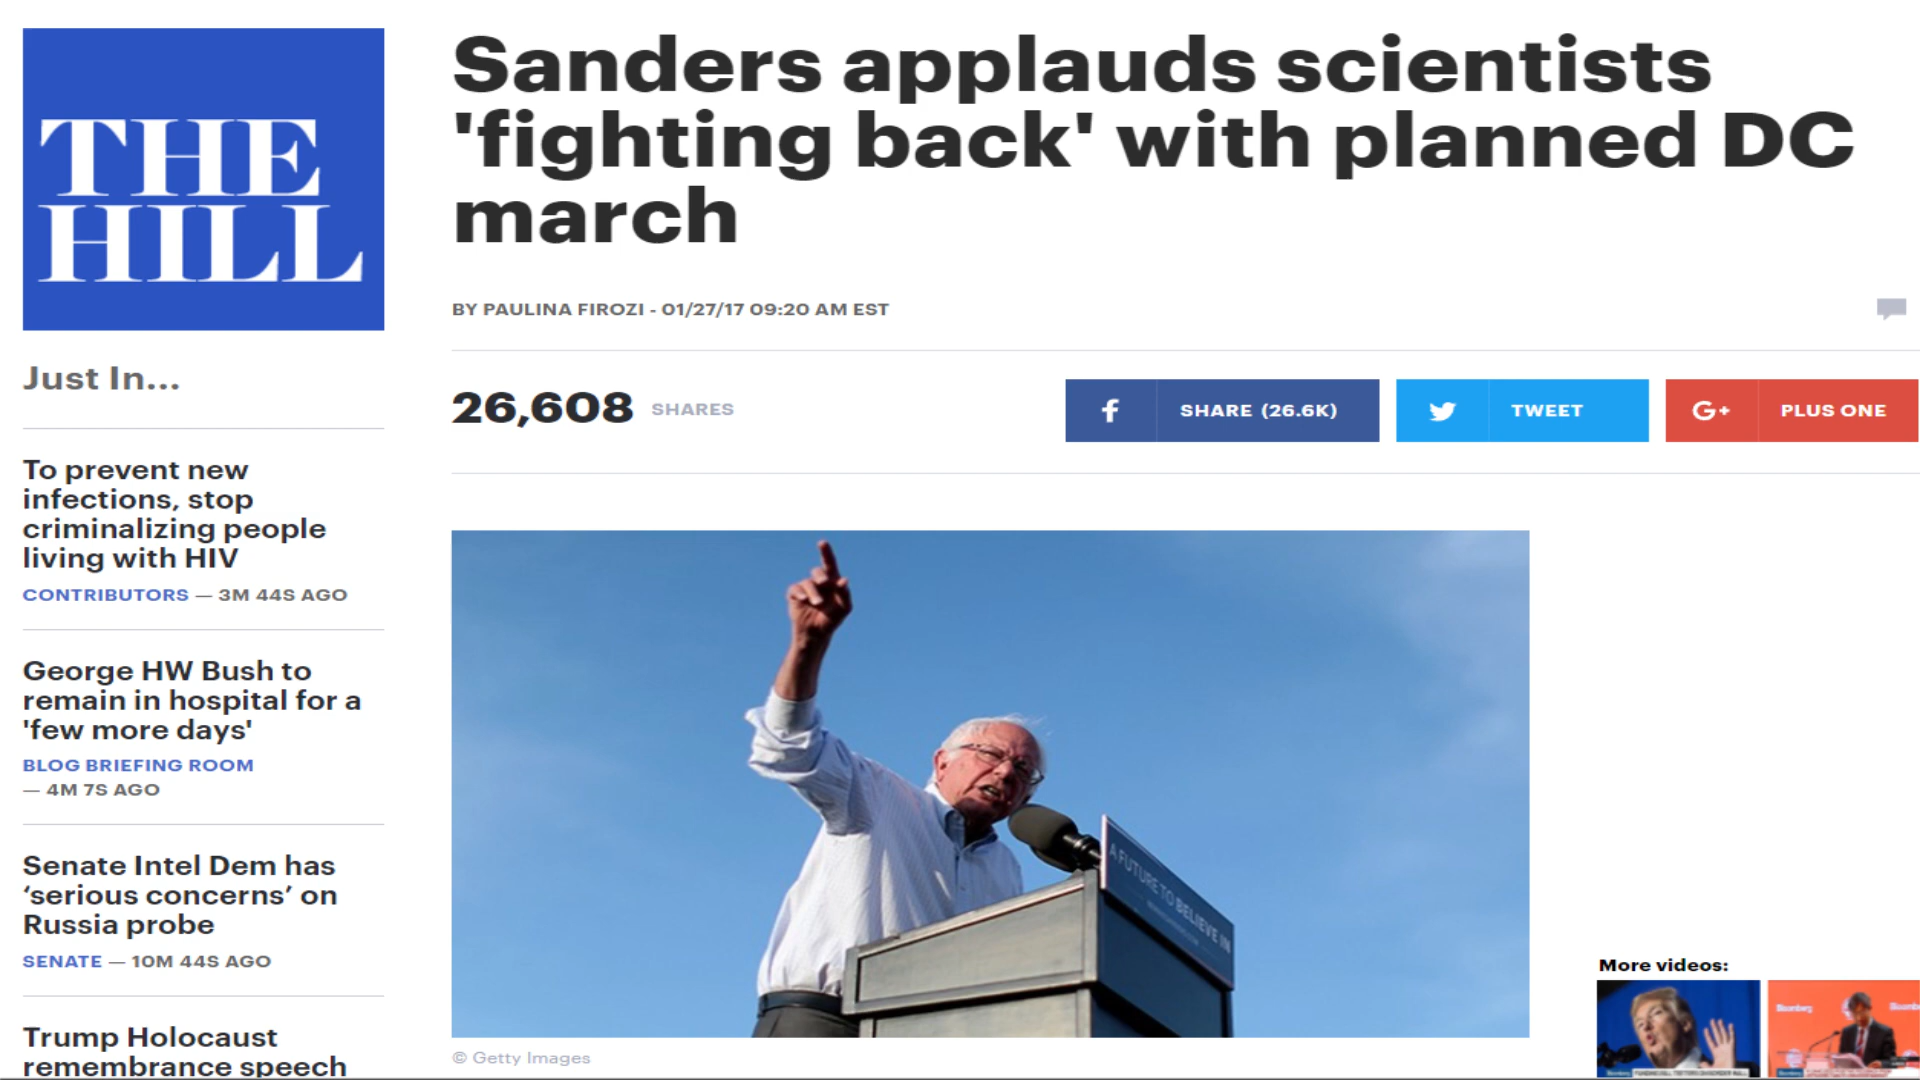 THE
HILL
Sanders applauds scientists
'fighting back' with planned DC
march
BY PAULINA FIROZI - 01/27/17 09:20 AM EST
26,608 SHARES
f SHARE (26.6K)
TWEET
G+ PLUS ONE
Just In...
To prevent new
infections, stop
criminalizing people
living with HIV
CONTRIBUTORS — 3M 44S AGO
George HW Bush to
remain in hospital for a
'few more days'
BLOG BRIEFING ROOM
— 4M 7S AGO
Senate Intel Dem has
‘serious concerns’ on
Russia probe
SENATE — 10M 44S AGO
Trump Holocaust
remembrance speech
A FUTURE TO BELIEVE IN
© Getty Images
More videos:
Bloomberg